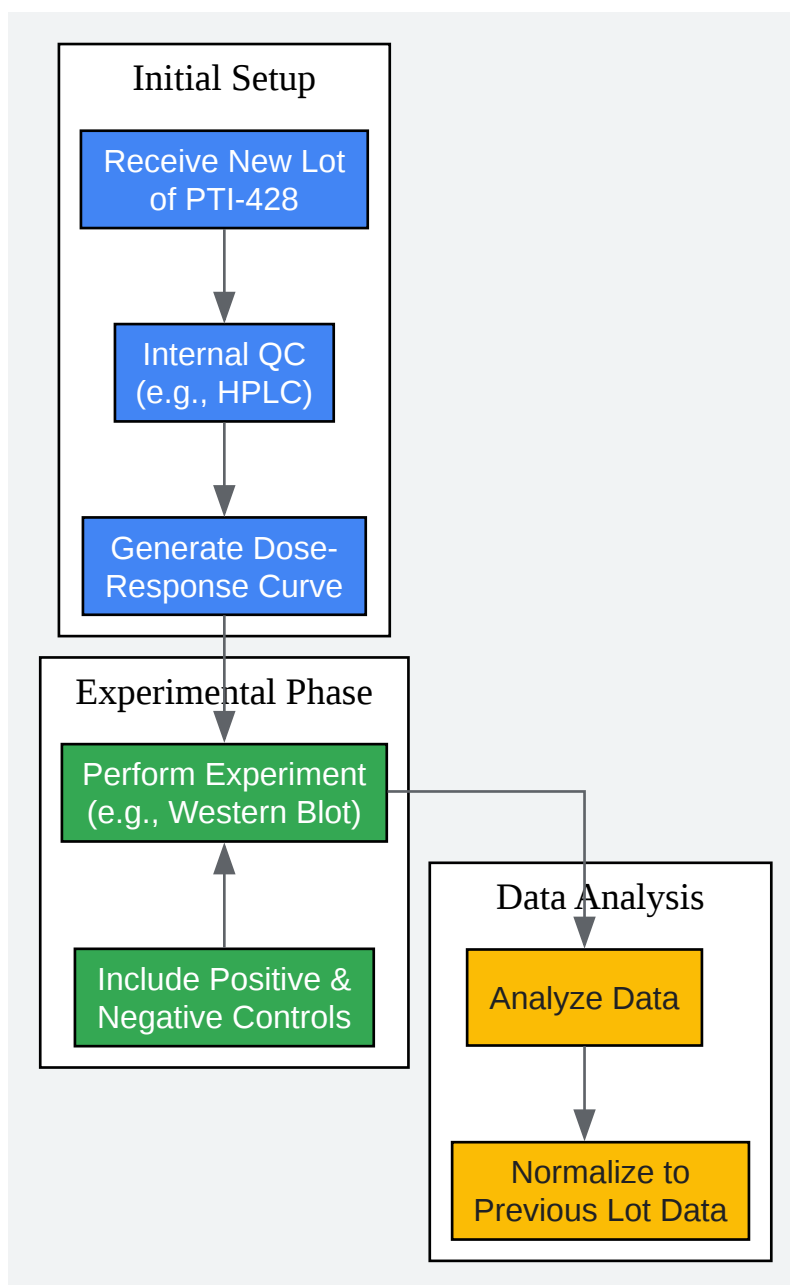 Initial Setup
Receive New Lot
of PTI-428
Internal QC
(e.g., HPLC)
Generate Dose-
Response Curve
Experimental Phase
Perform Experiment
(e.g., Western Blot)
Include Positive &
Negative Controls
Data Analysis
Analyze Data
Normalize to
Previous Lot Data